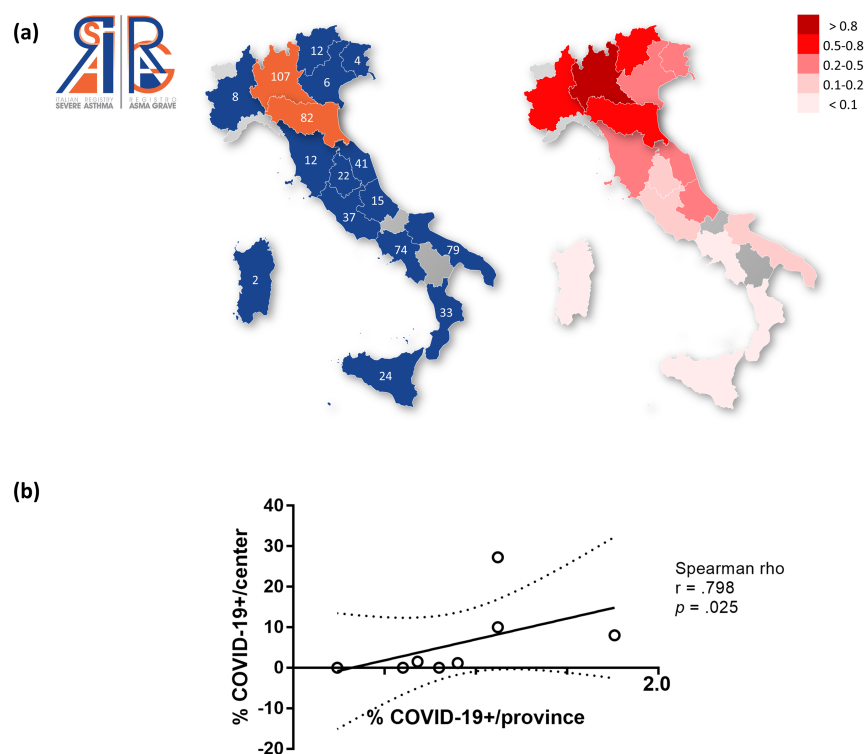 (a)
SiR
RAG
ITALIAN REGISTRY
SEVERE ASTHMA
REGISTRO
ASMA GRAVE
12
4
107
6
8
82
12
41
22
15
37
74
79
2
33
24
> 0.8
0.5-0.8
0.2-0.5
0.1-0.2
< 0.1
(b)
40
30
20
10
0
-10
-20
% COVID-19+/center
2.0
% COVID-19+/province
Spearman rho
r = .798
p = .025